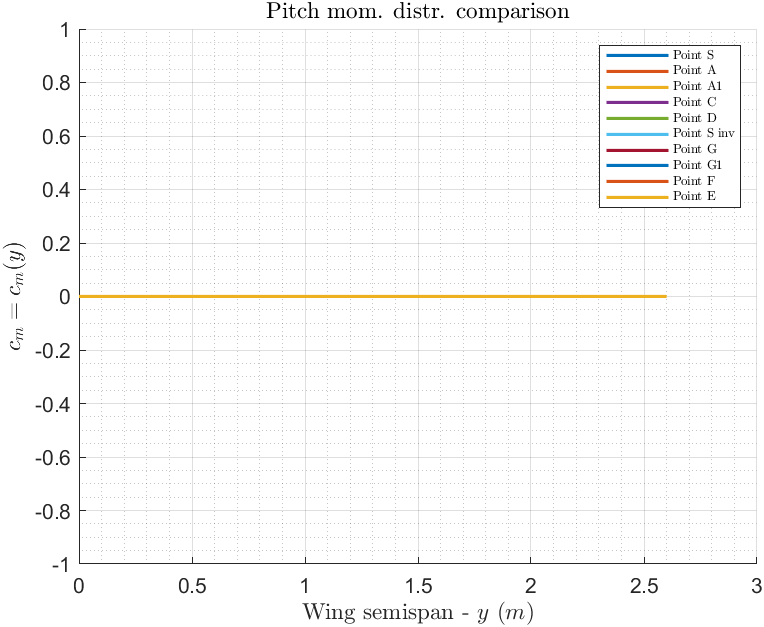 Pitch mom. distr. comparison
1
0.8
0.6
0.4
0.2
0
-0.2
-0.4
-0.6
-0.8
-1
c_m = c_m(y)
Point S
Point A
Point A1
Point C
Point D
Point S inv
Point G
Point G1
Point F
Point E
0 0.5 1 1.5 2 2.5 3
Wing semispan - y (m)